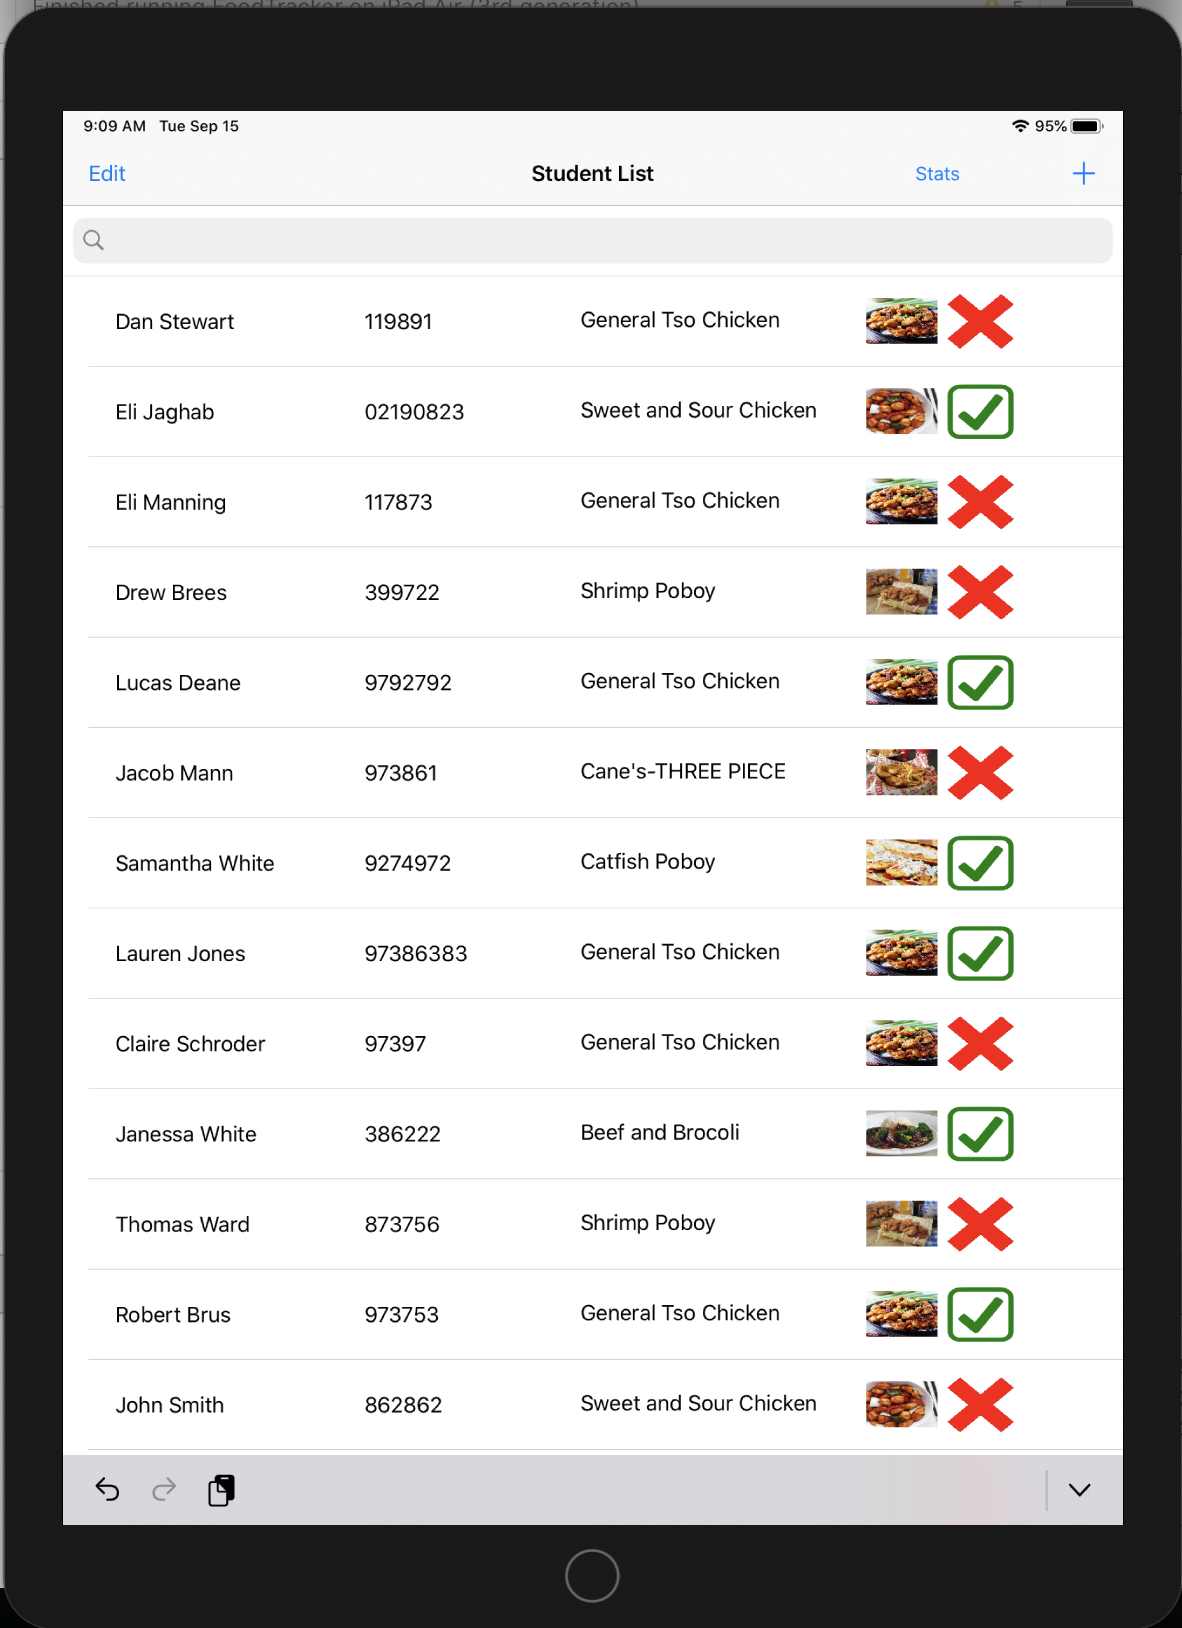 Finished running FoodTracker on iPad Air (3rd generation)
5
9:09 AM Tue Sep 15 95%
Edit Student List Stats +
Dan Stewart 119891 General Tso Chicken
Eli Jaghab 02190823 Sweet and Sour Chicken
Eli Manning 117873 General Tso Chicken
Drew Brees 399722 Shrimp Poboy
Lucas Deane 9792792 General Tso Chicken
Jacob Mann 973861 Cane's-THREE PIECE
Samantha White 9274972 Catfish Poboy
Lauren Jones 97386383 General Tso Chicken
Claire Schroder 97397 General Tso Chicken
Janessa White 386222 Beef and Brocoli
Thomas Ward 873756 Shrimp Poboy
Robert Brus 973753 General Tso Chicken
John Smith 862862 Sweet and Sour Chicken